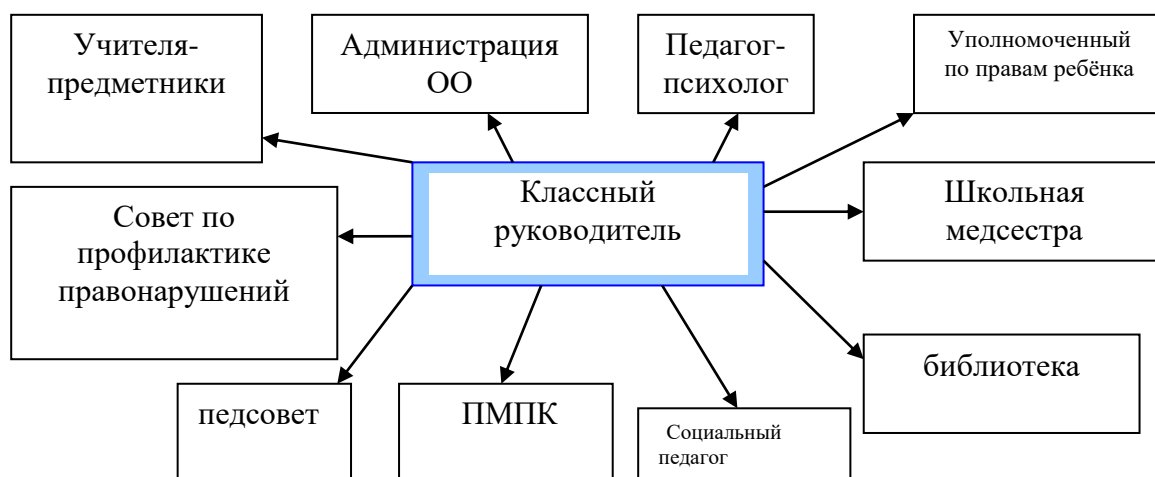 Учителя-
предметники
Администрация
ОО
Педагог-
психолог
Уполномоченный
по правам ребёнка
Классный
руководитель
Школьная
медсестра
Совет по
профилактике
правонарушений
библиотека
педсовет
ПМПК
Социальный
педагог